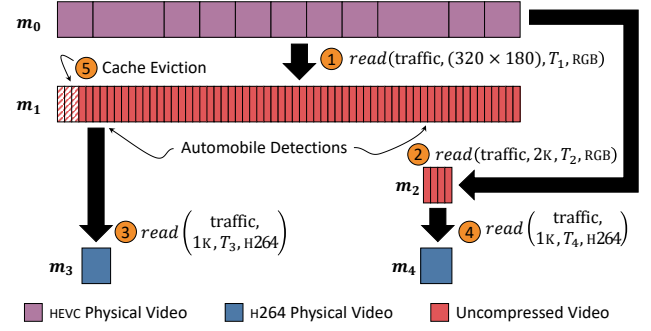 m₀
1 read(traffic, (320 × 180), T₁, RGB)
5 Cache Eviction
m₁
Automobile Detections
2 read(traffic, 2K, T₂, RGB)
m₂
3 read(traffic, 1K, T₃, H264)
4 read(traffic, 1K, T₄, H264)
m₃
m₄
HEVC Physical Video
H264 Physical Video
Uncompressed Video